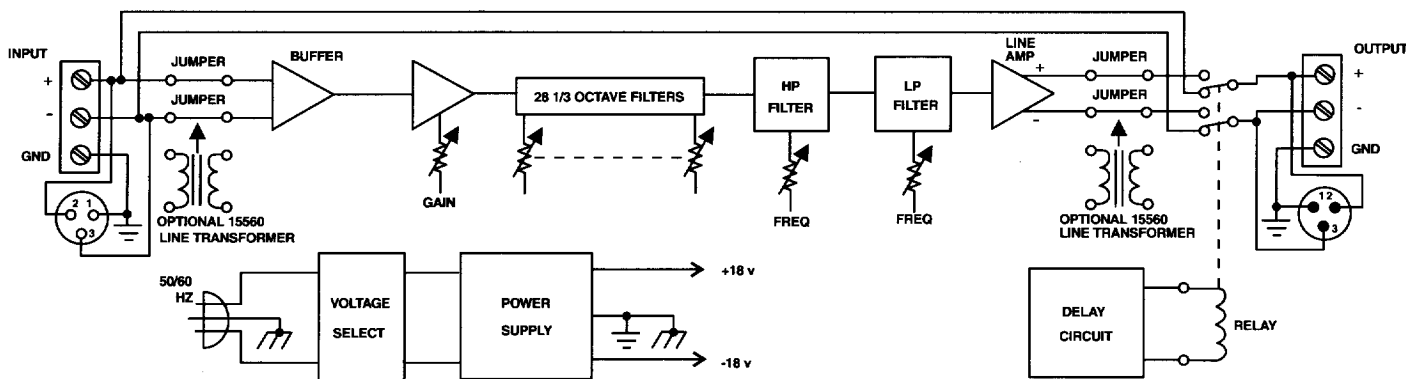 INPUT
+
-
GND
2 1
3
JUMPER
JUMPER
OPTIONAL 15560
LINE TRANSFORMER
BUFFER
GAIN
28 1/3 OCTAVE FILTERS
HP
FILTER
FREQ
LP
FILTER
FREQ
LINE
AMP
+
-
JUMPER
JUMPER
OPTIONAL 15560
LINE TRANSFORMER
OUTPUT
+
-
GND
1 2
3
50/60
HZ
VOLTAGE
SELECT
POWER
SUPPLY
+18 v
-18 v
DELAY
CIRCUIT
RELAY